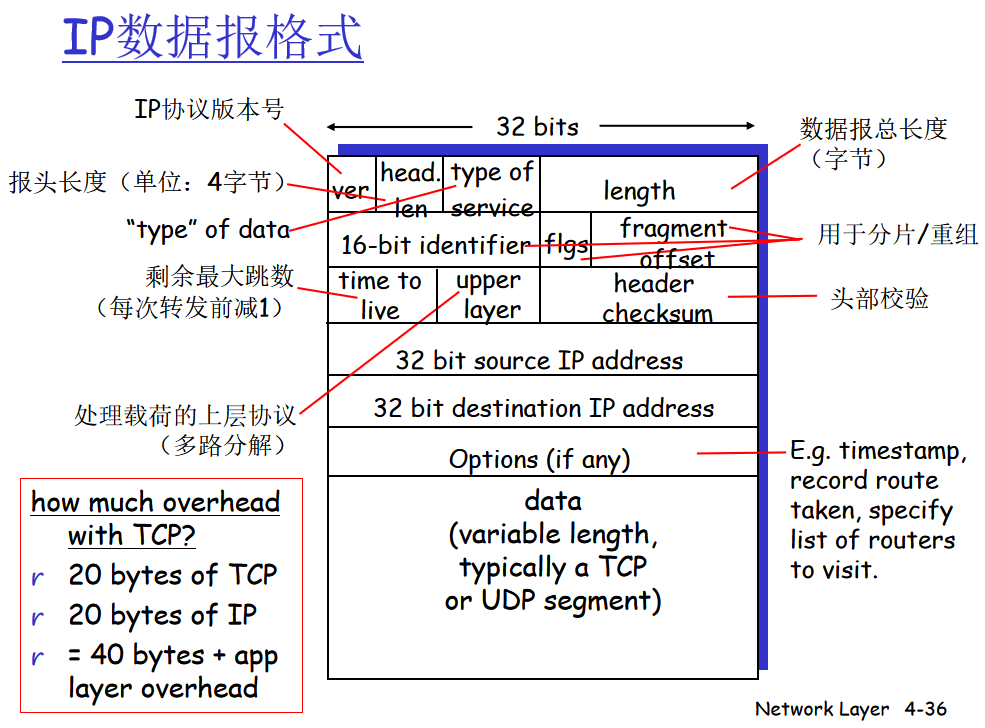 IP数据报格式
IP协议版本号
32 bits
数据报总长度
（字节）
报头长度（单位：4字节）
“type” of data
ver
head.
len
type of
service
length
16-bit identifier
flgs
fragment
offset
用于分片/重组
剩余最大跳数
（每次转发前减1）
time to
live
upper
layer
header
checksum
头部校验
32 bit source IP address
处理载荷的上层协议
（多路分解）
32 bit destination IP address
Options (if any)
E.g. timestamp,
record route
taken, specify
list of routers
to visit.
data
(variable length,
typically a TCP
or UDP segment)
how much overhead
with TCP?
r 20 bytes of TCP
r 20 bytes of IP
r = 40 bytes + app
layer overhead
Network Layer 4-36